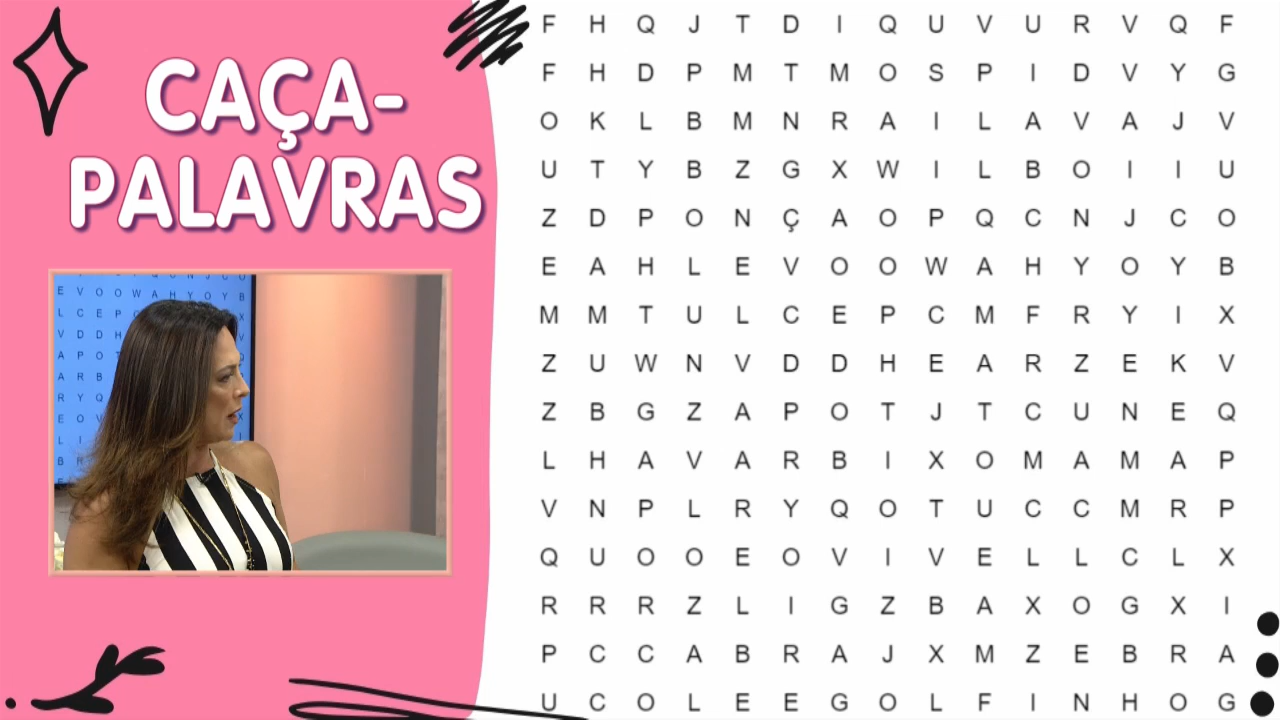 CAÇA-
PALAVRAS
F H Q J T D I Q U V U R V Q F
F H D P M T M O S P I D V Y G
O K L B M N R A I L A V A J V
U T Y B Z G X W I L B O I I U
Z D P O N Ç A O P Q C N J C O
E A H L E V O O W A H Y O Y B
M M T U L C E P C M F R Y I X
Z U W N V D D H E A R Z E K V
Z B G Z A P O T J T C U N E Q
L H A V A R B I X O M A M A P
V N P L R Y Q O T U C C M R P
Q U O O E O V I V E L L C L X
R R R Z L I G Z B A X O G X I
P C C A B R A J X M Z E B R A
U C O L E E G O L F I N H O G
E V O O W A H Y O Y B
L C E P
V D D H
A P O T
A R B
R Y Q
E O V
L I
B R